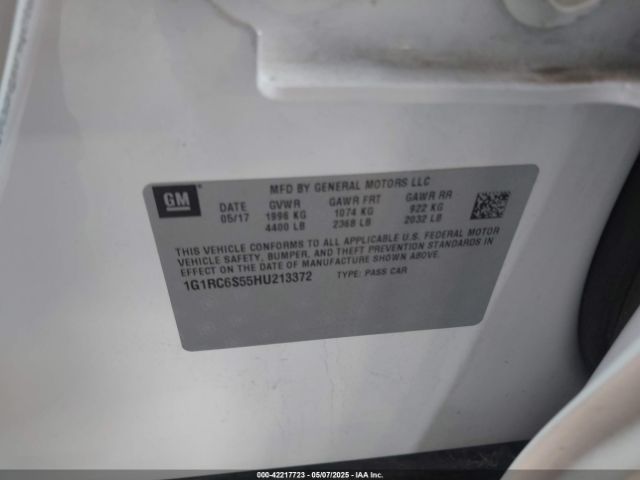 MFD BY GENERAL MOTORS LLC
GM
DATE GVWR GAWR FRT GAWR RR
05/17 1996 KG 1074 KG 922 KG
4400 LB 2368 LB 2032 LB
THIS VEHICLE CONFORMS TO ALL APPLICABLE U.S. FEDERAL MOTOR
VEHICLE SAFETY, BUMPER, AND THEFT PREVENTION STANDARDS IN
EFFECT ON THE DATE OF MANUFACTURE SHOWN ABOVE.
1G1RC6S55HU213372 TYPE: PASS CAR
000-42217723 - 05/07/2025 - IAA Inc.